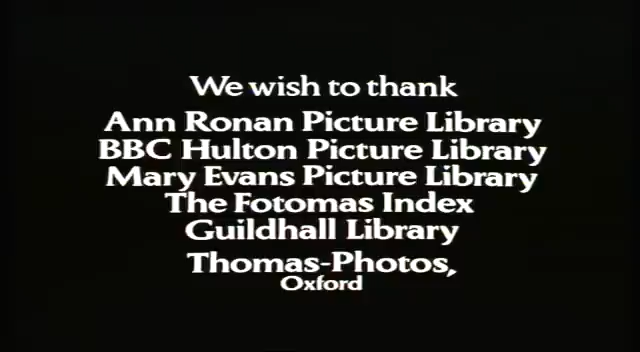 We wish to thank
Ann Ronan Picture Library
BBC Hulton Picture Library
Mary Evans Picture Library
The Fotomas Index
Guildhall Library
Thomas-Photos,
Oxford